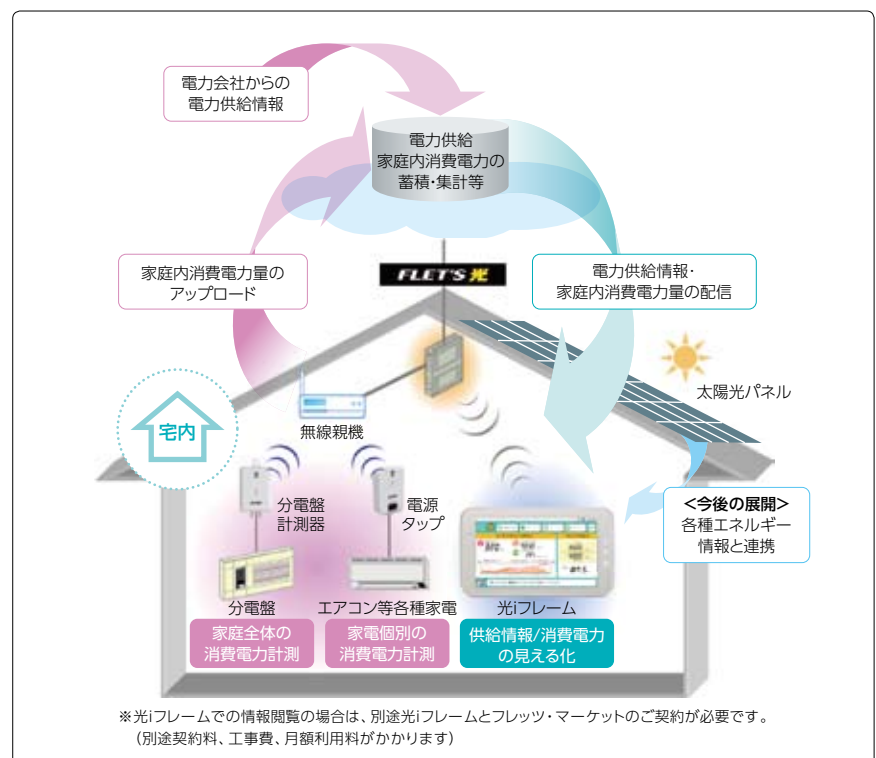 電力会社からの
電力供給情報
電力供給
家庭内消費電力の
蓄積・集計等
家庭内消費電力量の
アップロード
FLET'S 光
電力供給情報・
家庭内消費電力量の配信
太陽光パネル
宅内
無線親機
分電盤
計測器
電源
タップ
<今後の展開>
各種エネルギー
情報と連携
分電盤
エアコン等各種家電
光iフレーム
家庭全体の
消費電力計測
家電個別の
消費電力計測
供給情報/消費電力
の見える化
※光iフレームでの情報閲覧の場合は、別途光iフレームとフレッツ・マーケットのご契約が必要です。
（別途契約料、工事費、月額利用料がかかります）